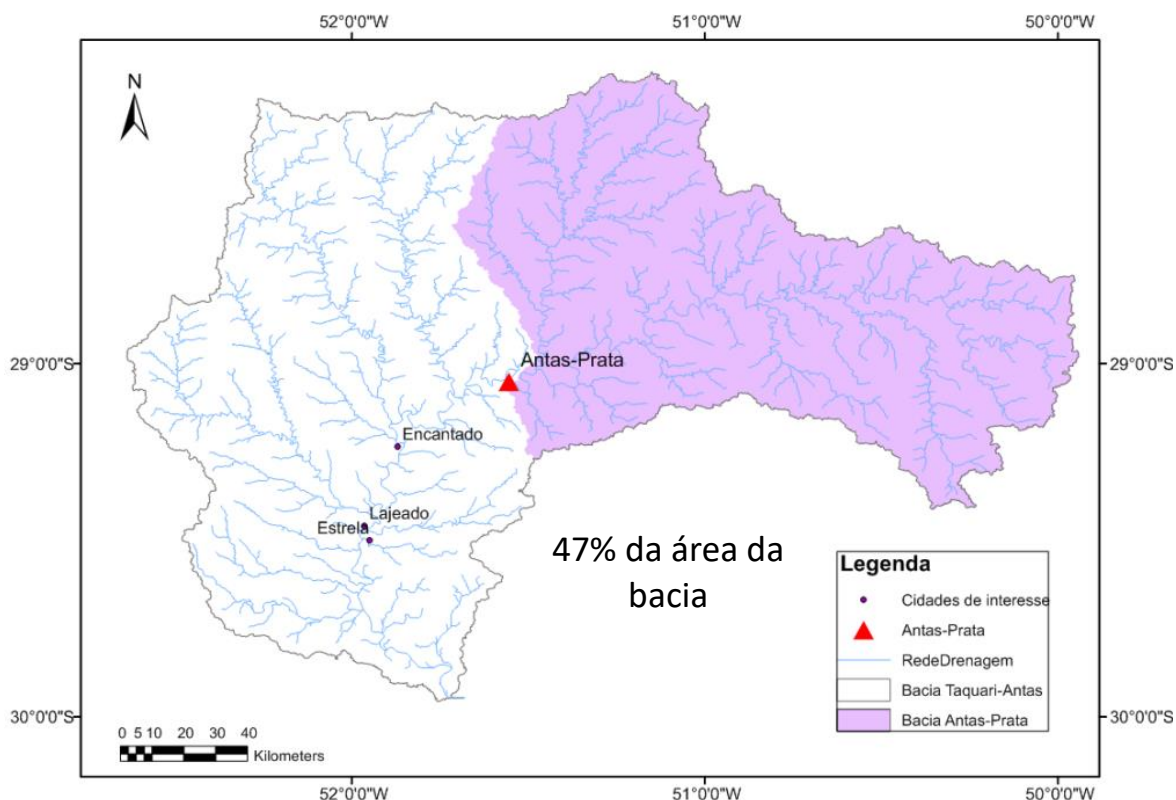 52°0'0"W
51°0'0"W
50°0'0"W
N
29°0'0"S
29°0'0"S
Antas-Prata
Encantado
Lajeado
Estrela
47% da área da
bacia
Legenda
Cidades de interesse
Antas-Prata
RedeDrenagem
Bacia Taquari-Antas
Bacia Antas-Prata
30°0'0"S
30°0'0"S
0 5 10 20 30 40
Kilometers
52°0'0"W
51°0'0"W
50°0'0"W